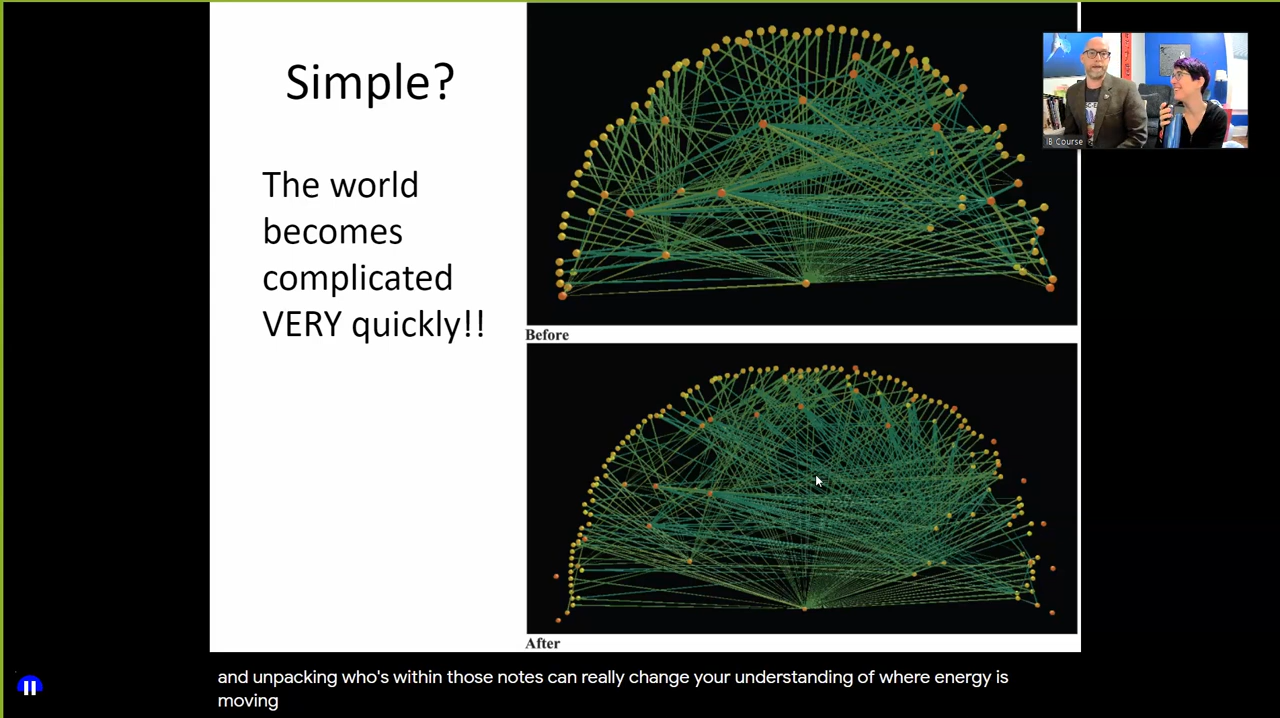 Simple?
The world
becomes
complicated
VERY quickly!!
Before
After
IB Course
and unpacking who's within those notes can really change your understanding of where energy is
moving